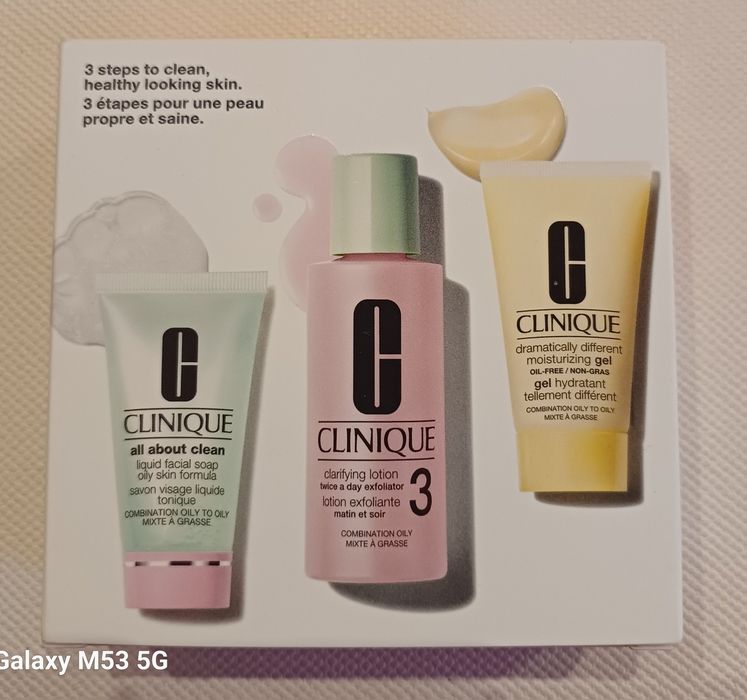 3 steps to clean,
healthy looking skin.
3 étapes pour une peau
propre et saine.
CLINIQUE
all about clean
liquid facial soap
oily skin formula
savon visage liquide
tonique
COMBINATION OILY TO OILY
MIXTE À GRASSE
CLINIQUE
clarifying lotion
twice a day exfoliator
lotion exfoliante
matin et soir
3
COMBINATION OILY
MIXTE À GRASSE
CLINIQUE
dramatically different
moisturizing gel
OIL-FREE / NON-GRAS
gel hydratant
tellement différent
COMBINATION OILY TO OILY
MIXTE À GRASSE
Galaxy M53 5G